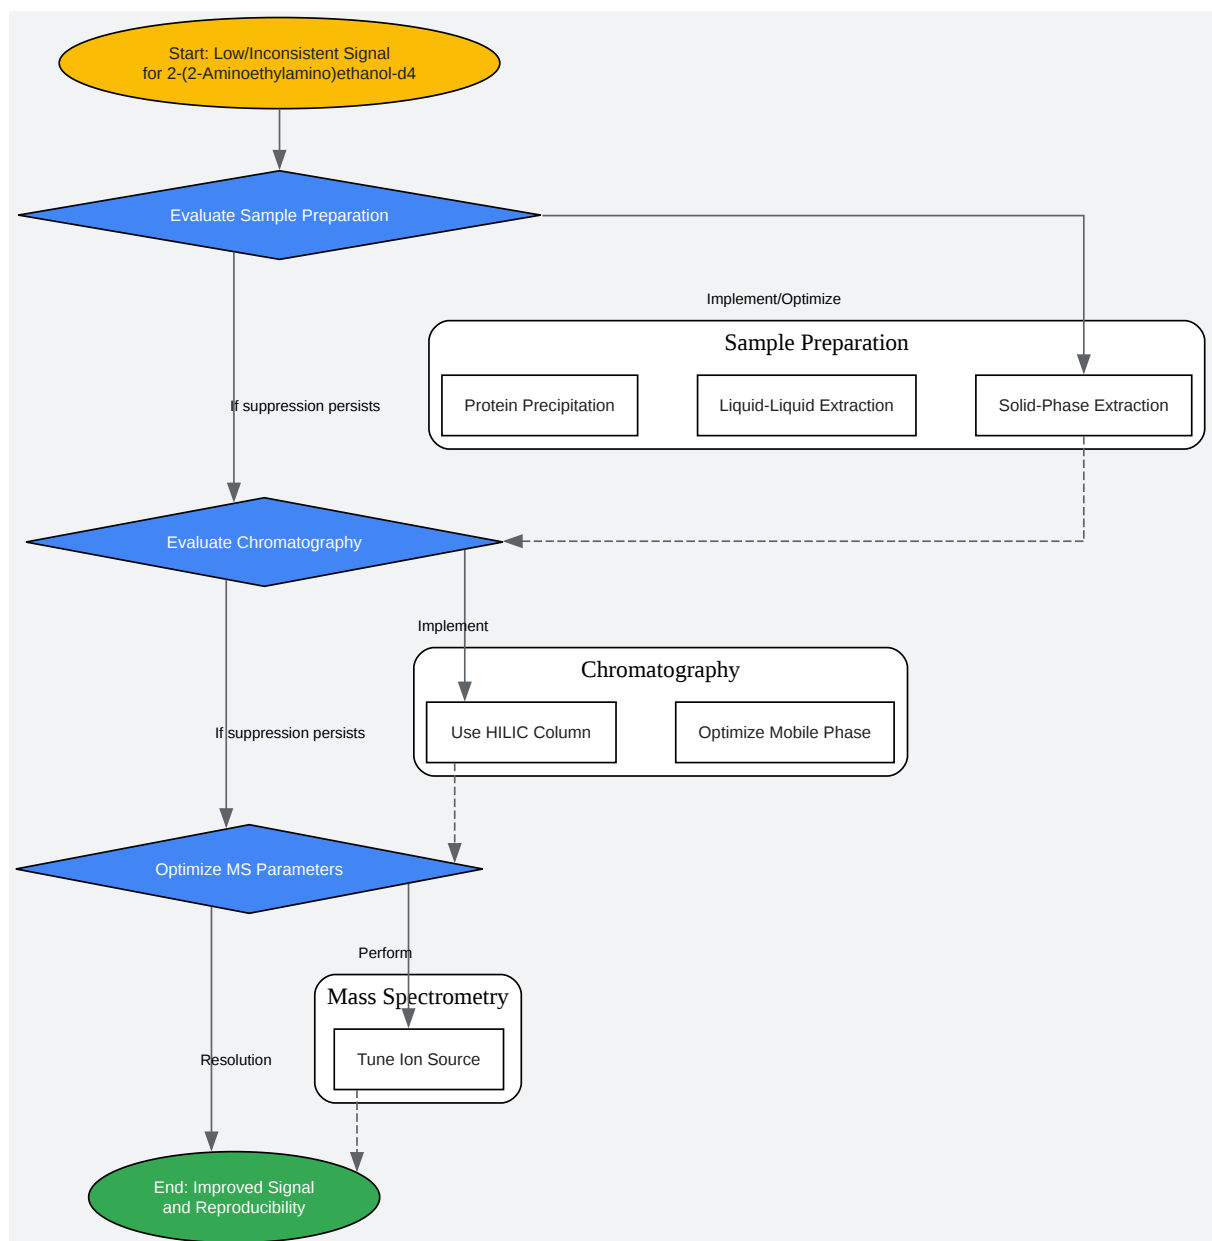 Start: Low/Inconsistent Signal
for 2-(2-Aminoethylamino)ethanol-d4
Evaluate Sample Preparation
Implement/Optimize
Sample Preparation
Protein Precipitation
Liquid-Liquid Extraction
Solid-Phase Extraction
If suppression persists
Evaluate Chromatography
Implement
Chromatography
Use HILIC Column
Optimize Mobile Phase
If suppression persists
Optimize MS Parameters
Perform
Mass Spectrometry
Tune Ion Source
Resolution
End: Improved Signal
and Reproducibility